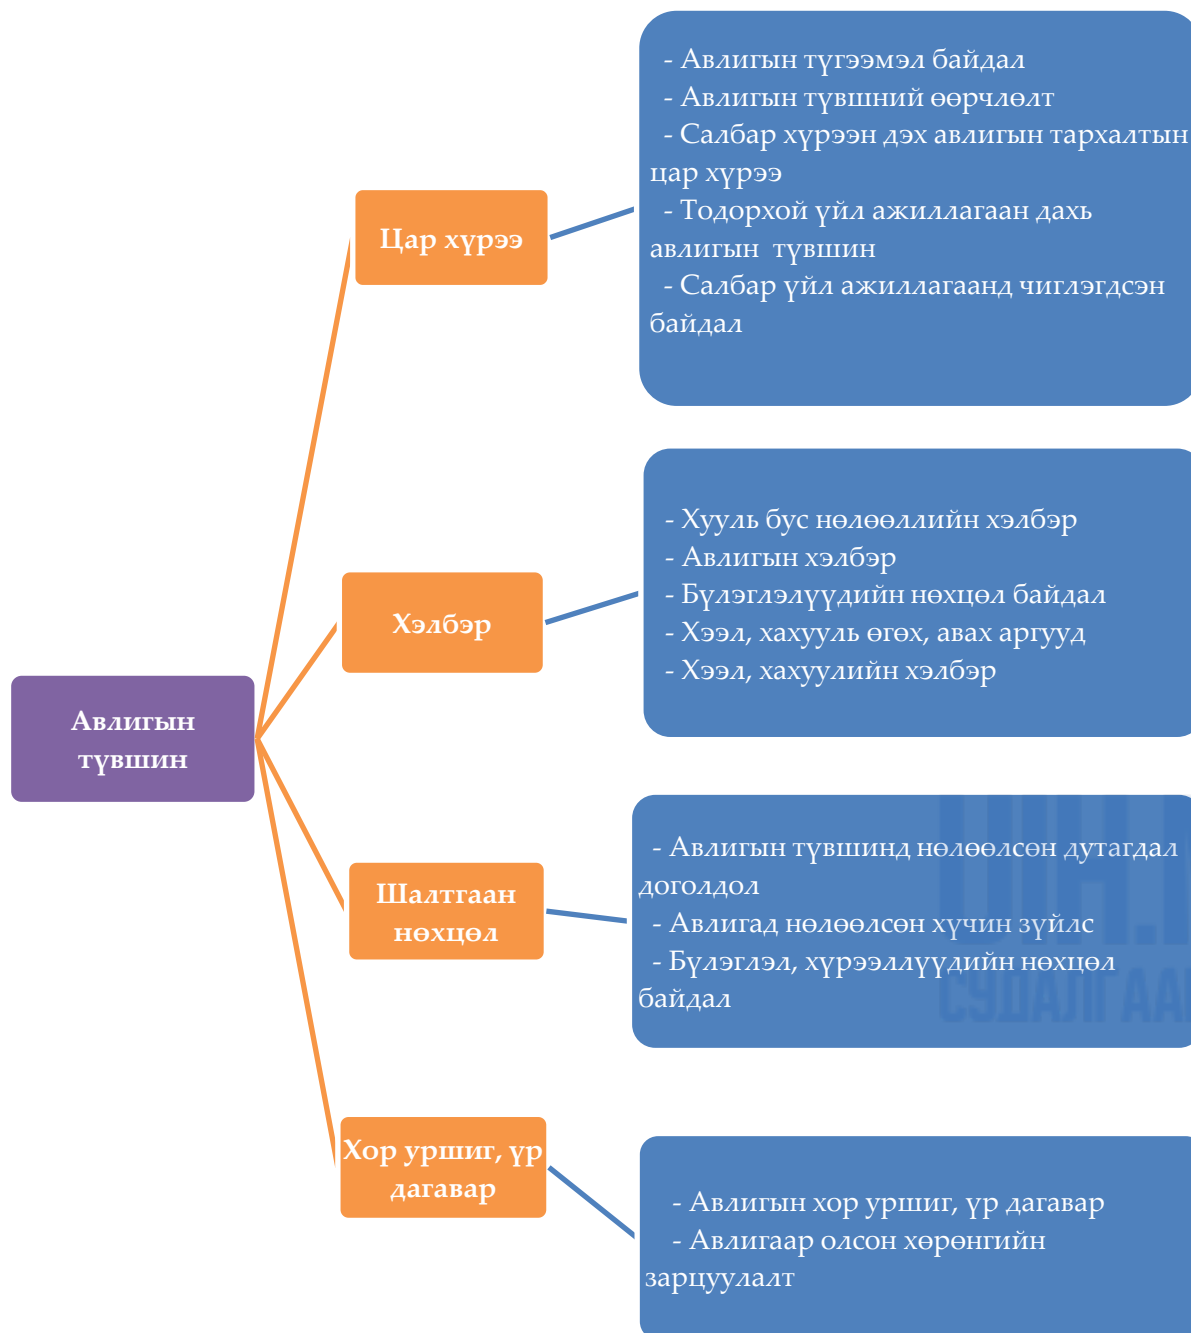 - Авлигын түгээмэл байдал
- Авлигын түвшний өөрчлөлт
- Салбар хүрээн дэх авлигын тархалтын
цар хүрээ
- Тодорхой үйл ажиллагаан дахь
авлигын түвшин
- Салбар үйл ажиллагаанд чиглэгдсэн
байдал
Цар хүрээ
- Хууль бус нөлөөллийн хэлбэр
- Авлигын хэлбэр
- Бүлэглэлүүдийн нөхцөл байдал
- Хээл, хахууль өгөх, авах аргууд
- Хээл, хахуулийн хэлбэр
Хэлбэр
Авлигын
түвшин
- Авлигын түвшинд нөлөөлсөн дутагдал
доголдол
- Авлигад нөлөөлсөн хүчин зүйлс
- Бүлэглэл, хүрээллүүдийн нөхцөл
байдал
Шалтгаан
нөхцөл
Хор уршиг, үр
дагавар
- Авлигын хор уршиг, үр дагавар
- Авлигаар олсон хөрөнгийн
зарцуулалт